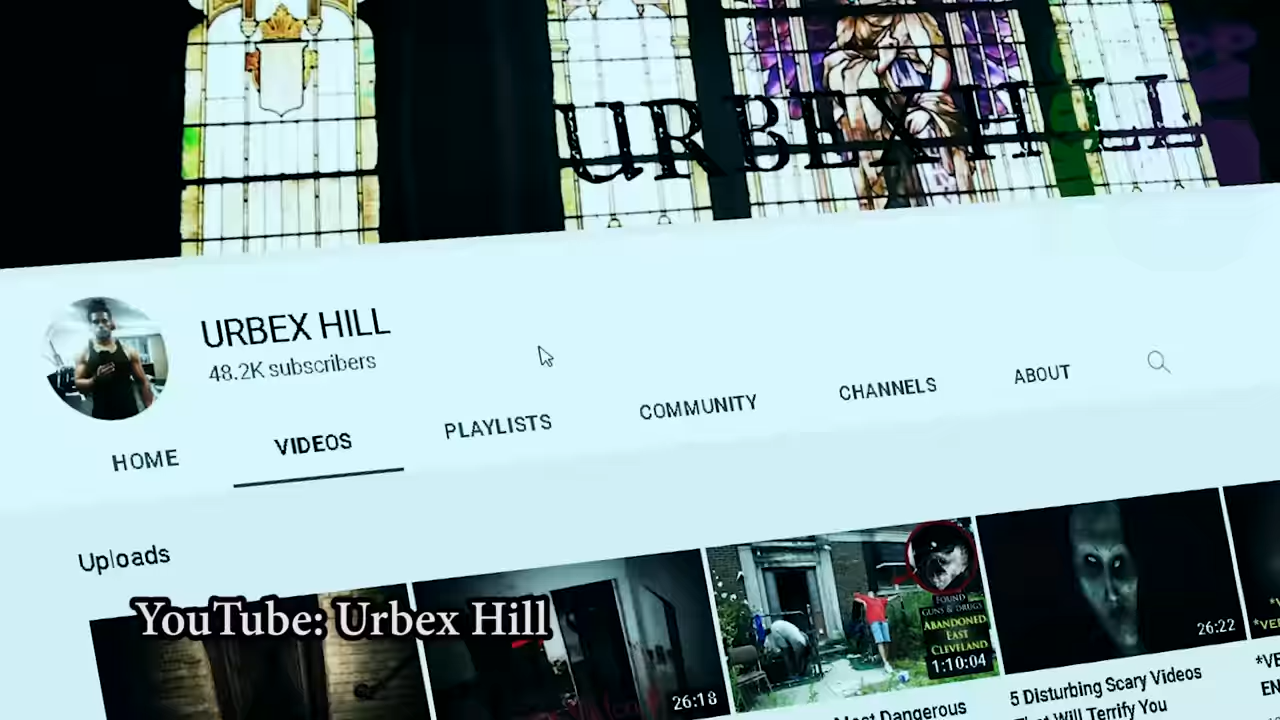 URBEX HILL
URBEX HILL
48.2K subscribers
HOME
VIDEOS
PLAYLISTS
COMMUNITY
CHANNELS
ABOUT
Uploads
YouTube: Urbex Hill
26:18
FOUND
GUNS & DRUGS
ABANDONED
EAST
CLEVELAND
1:10:04
26:22
Most Dangerous
5 Disturbing Scary Videos
That Will Terrify You